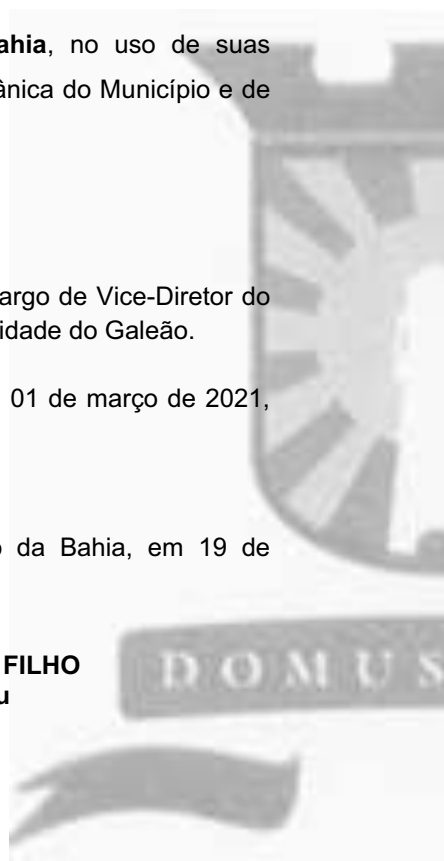 ahia, no uso de suas
ânica do Município e de
argo de Vice-Diretor do
idade do Galeão.
01 de março de 2021,
o da Bahia, em 19 de
FILHO
u
DOMUS